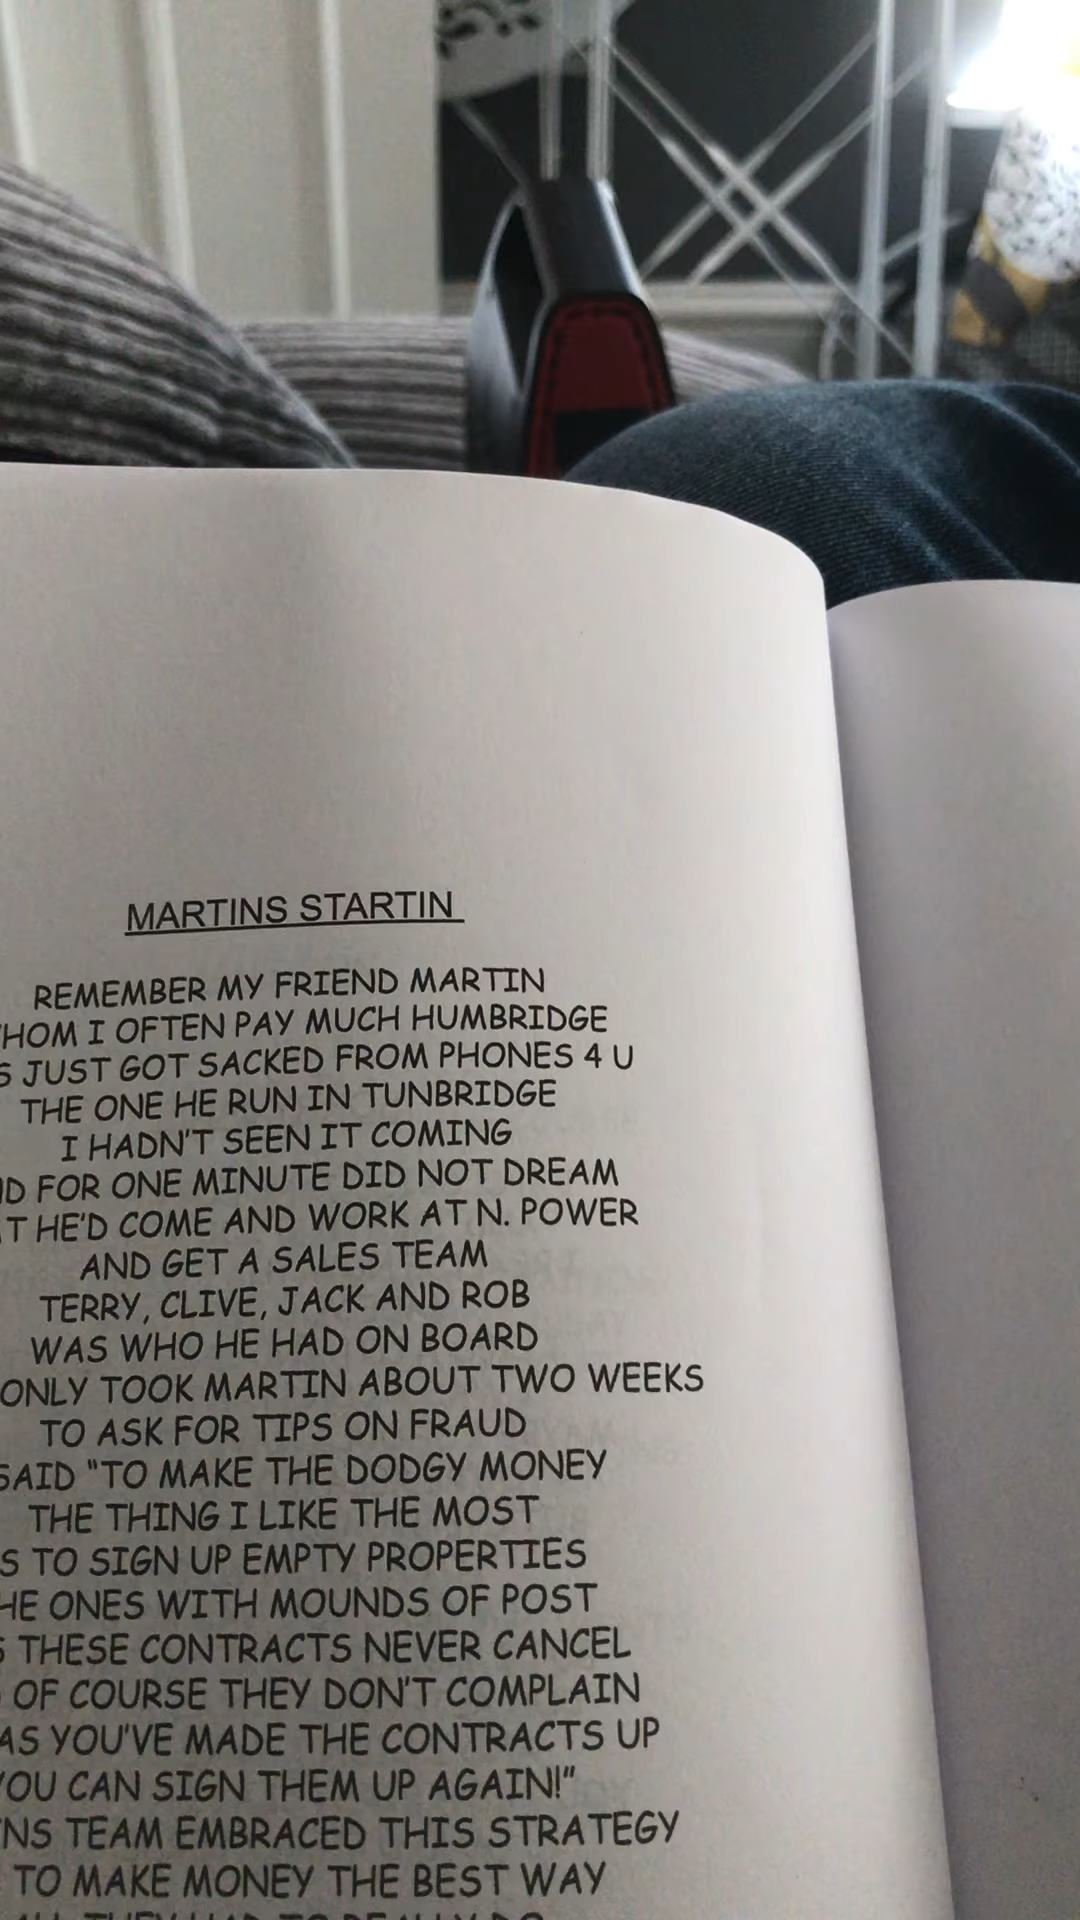 MARTINS STARTIN
REMEMBER MY FRIEND MARTIN
I OFTEN PAY MUCH HUMBRIDGE
JUST GOT SACKED FROM PHONES 4 U
THE ONE HE RUN IN TUNBRIDGE
I HADN'T SEEN IT COMING
FOR ONE MINUTE DID NOT DREAM
HE'D COME AND WORK AT N. POWER
AND GET A SALES TEAM
TERRY, CLIVE, JACK AND ROB
WAS WHO HE HAD ON BOARD
ONLY TOOK MARTIN ABOUT TWO WEEKS
TO ASK FOR TIPS ON FRAUD
SAID "TO MAKE THE DODGY MONEY
THE THING I LIKE THE MOST
TO SIGN UP EMPTY PROPERTIES
ONES WITH MOUNDS OF POST
THESE CONTRACTS NEVER CANCEL
OF COURSE THEY DON'T COMPLAIN
AS YOU'VE MADE THE CONTRACTS UP
YOU CAN SIGN THEM UP AGAIN!"
TEAM EMBRACED THIS STRATEGY
TO MAKE MONEY THE BEST WAY